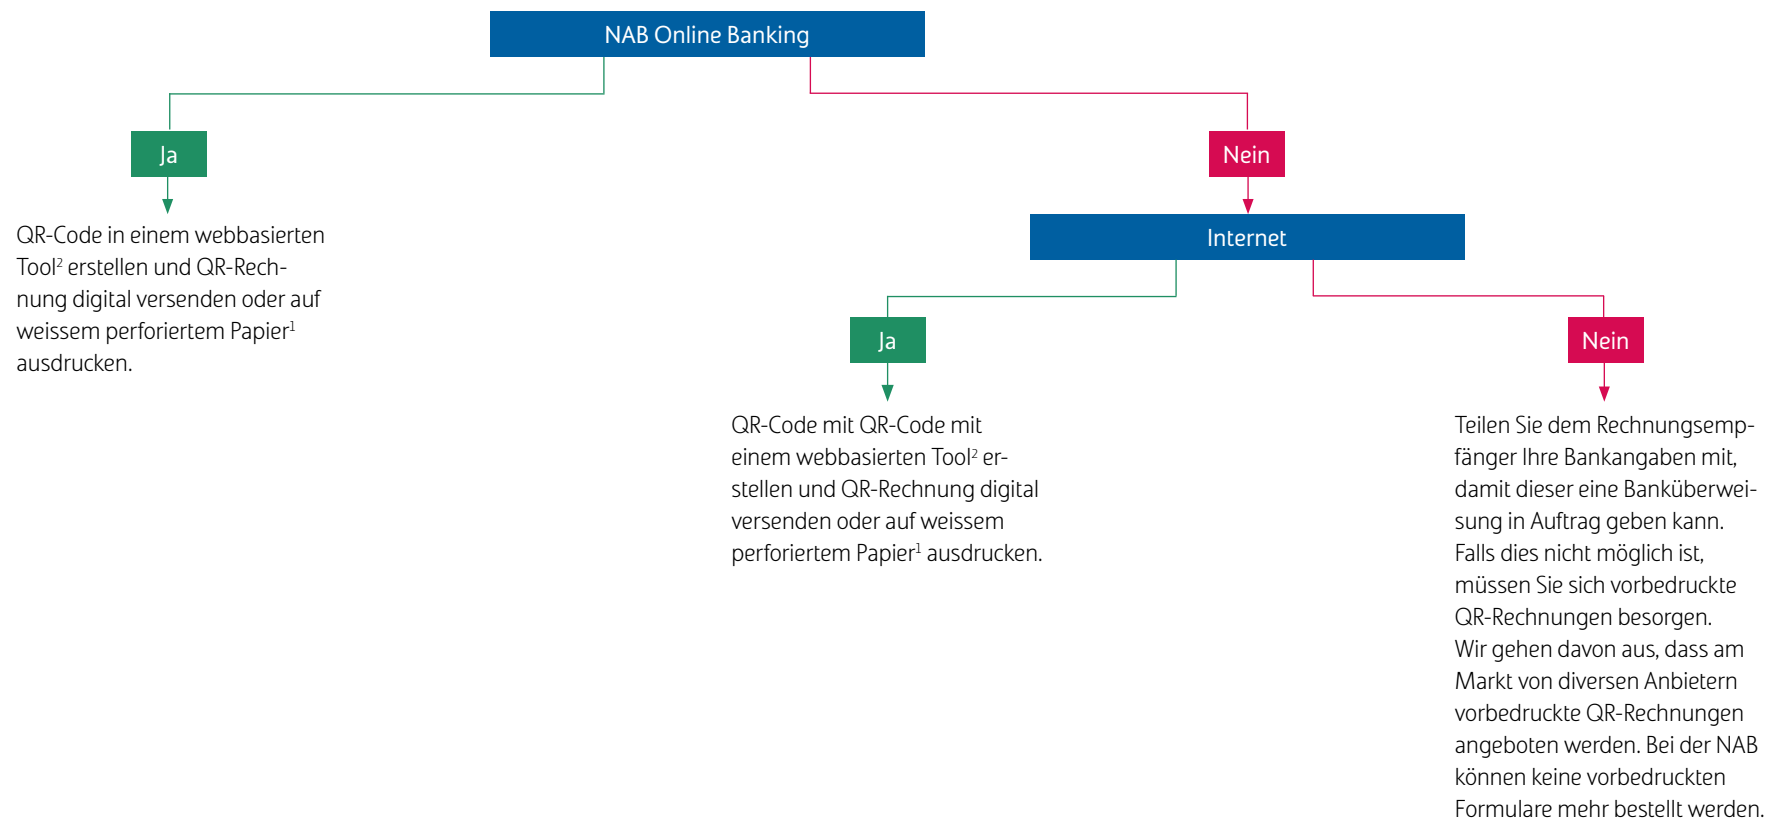 NAB Online Banking
Ja
Nein
QR-Code in einem webbasierten
Tool² erstellen und QR-Rech-
nung digital versenden oder auf
weissem perforiertem Papier¹
ausdrucken.
Internet
Ja
Nein
QR-Code mit QR-Code mit
einem webbasierten Tool² er-
stellen und QR-Rechnung digital
versenden oder auf weissem
perforiertem Papier¹ ausdrucken.
Teilen Sie dem Rechnungsemp-
fänger Ihre Bankangaben mit,
damit dieser eine Banküberwei-
sung in Auftrag geben kann.
Falls dies nicht möglich ist,
müssen Sie sich vorbedruckte
QR-Rechnungen besorgen.
Wir gehen davon aus, dass am
Markt von diversen Anbietern
vorbedruckte QR-Rechnungen
angeboten werden. Bei der NAB
können keine vorbedruckten
Formulare mehr bestellt werden.